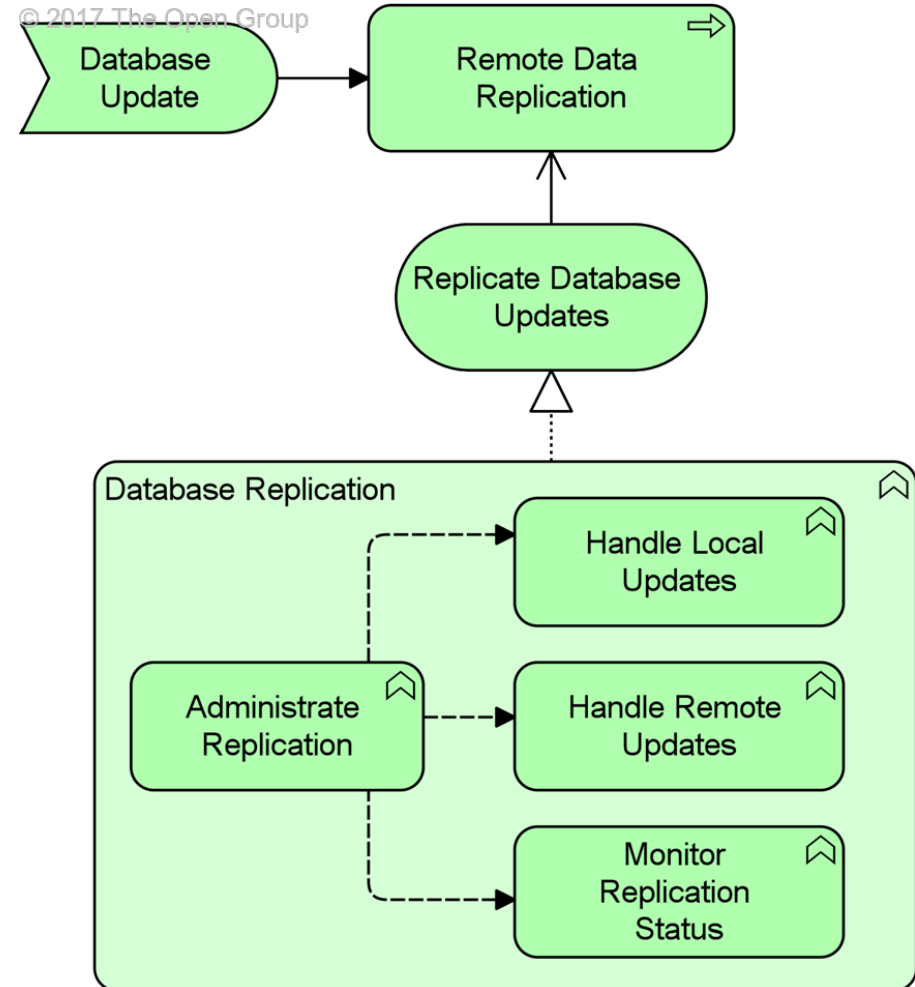 © 2017 The Open Group
Database
Update
Remote Data
Replication
Replicate Database
Updates
Database Replication
Handle Local
Updates
Administrate
Replication
Handle Remote
Updates
Monitor
Replication
Status